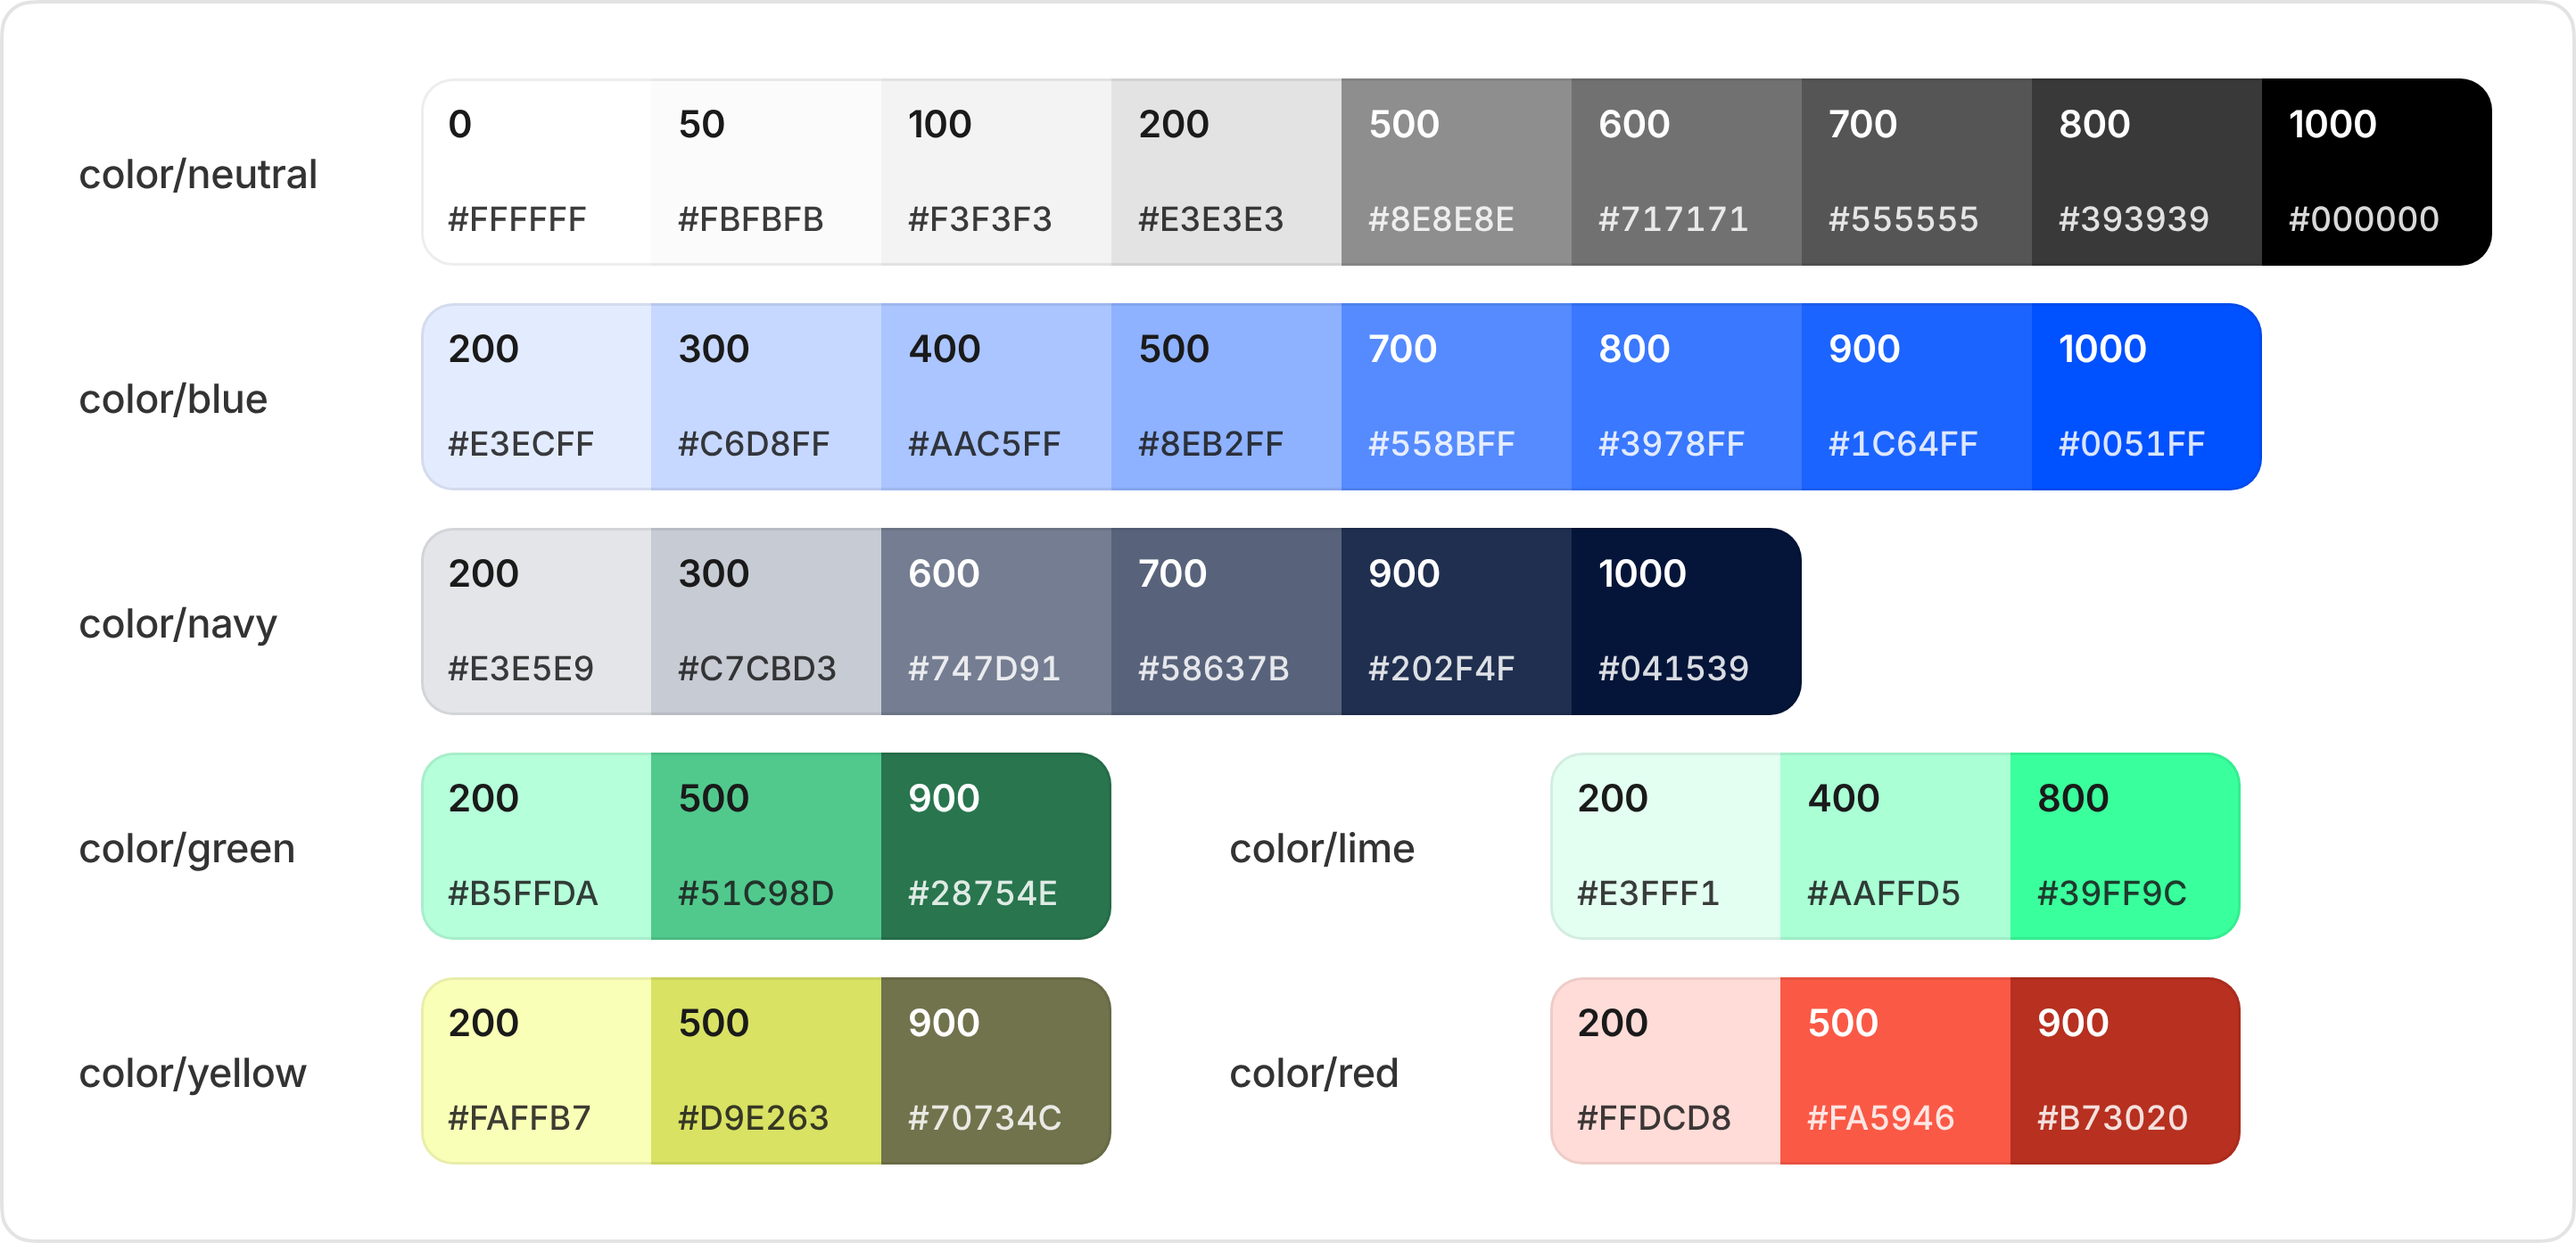 color/neutral
0 50 100 200 500 600 700 800 1000
#FFFFFF #FBFBFB #F3F3F3 #E3E3E3 #8E8E8E #717171 #555555 #393939 #000000
color/blue
200 300 400 500 700 800 900 1000
#E3ECFF #C6D8FF #AAC5FF #8EB2FF #558BFF #3978FF #1C64FF #0051FF
color/navy
200 300 600 700 900 1000
#E3E5E9 #C7CBD3 #747D91 #58637B #202F4F #041539
color/green
200 500 900
#B5FFDA #51C98D #28754E
color/lime
200 400 800
#E3FFF1 #AAFFD5 #39FF9C
color/yellow
200 500 900
#FAFFB7 #D9E263 #70734C
color/red
200 500 900
#FFDCD8 #FA5946 #B73020